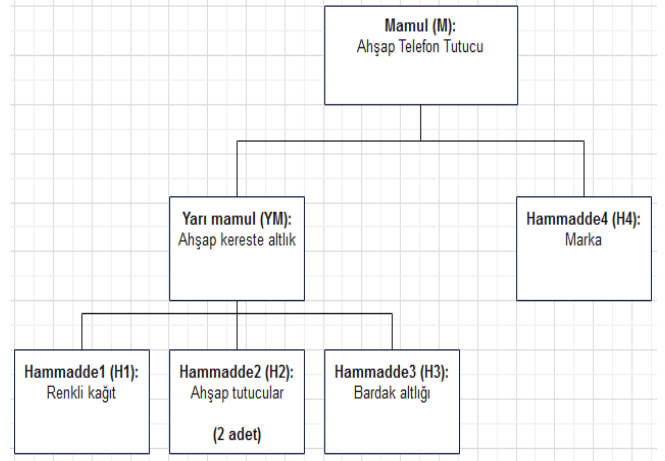 Mamul (M):
Ahşap Telefon Tutucu
Yarı mamul (YM):
Ahşap kereste altlık
Hammadde4 (H4):
Marka
Hammadde1 (H1):
Renkli kağıt
Hammadde2 (H2):
Ahşap tutucular
(2 adet)
Hammadde3 (H3):
Bardak altlığı